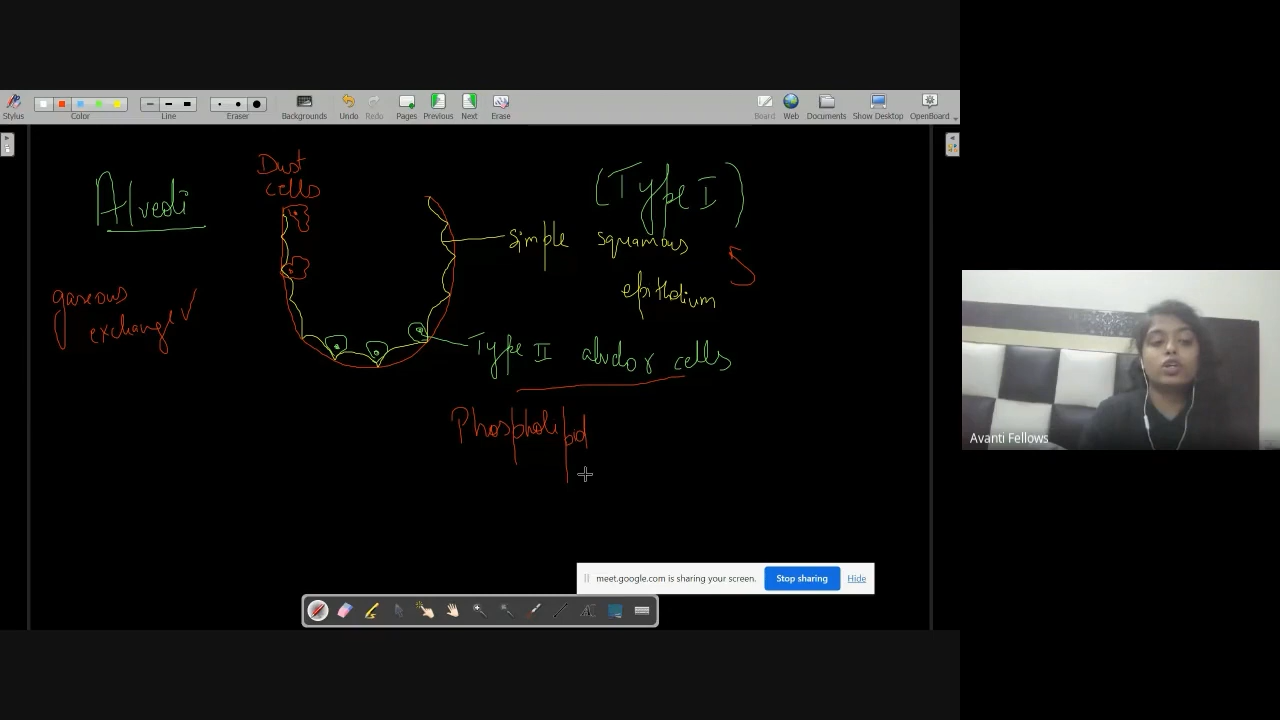 Stylus
Color
Line
Eraser
Backgrounds
Undo
Redo
Pages
Previous
Next
Erase
Board
Web
Documents
Show Desktop
OpenBoard
Alveoli
Dust
cells
(Type I)
simple squamous
epithelium
gaseous
exchange ✓
Type II alveolar cells
Phospholipid
Avanti Fellows
meet.google.com is sharing your screen.
Stop sharing
Hide